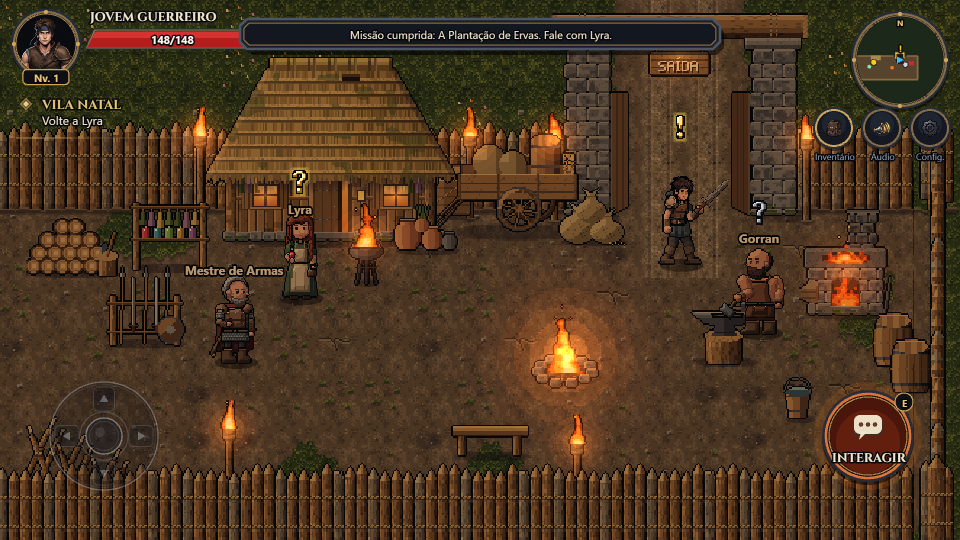 JOVEM GUERREIRO
148/148
Nv. 1
Missão cumprida: A Plantação de Ervas. Fale com Lyra.
N
VILA NATAL
Volte a Lyra
SAÍDA
!
?
Lyra
Mestre de Armas
?
Gorran
Inventário
Áudio
Config.
E
INTERAGIR